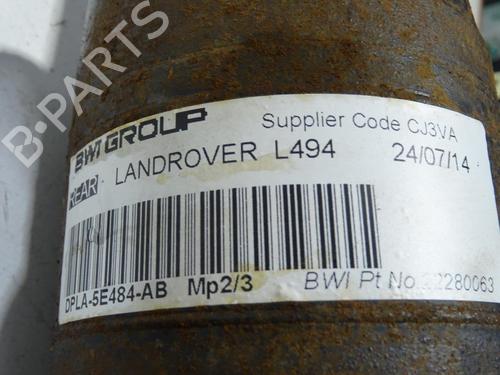 B-PARTS
BWI GROUP
Supplier Code CJ3VA
REAR LANDROVER L494 24/07/14
DPLA-5E484-AB Mp2/3 BWI Pt No 22280063